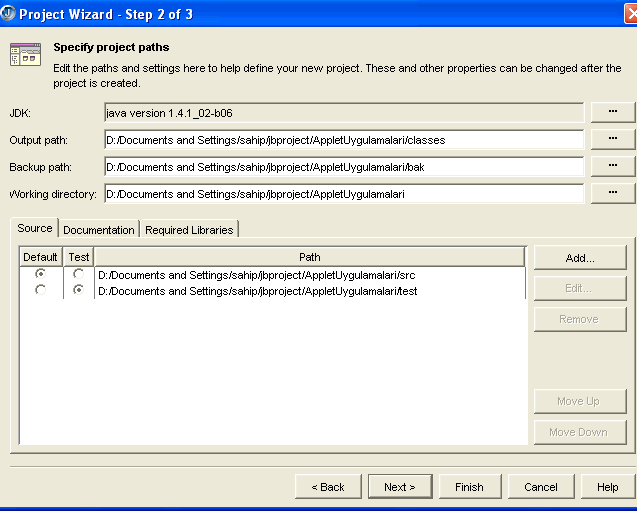 Project Wizard - Step 2 of 3
Specify project paths
Edit the paths and settings here to help define your new project. These and other properties can be changed after the
project is created.
JDK: java version 1.4.1_02-b06 ...
Output path: D:/Documents and Settings/sahip/jbproject/AppletUygulamalari/classes ...
Backup path: D:/Documents and Settings/sahip/jbproject/AppletUygulamalari/bak ...
Working directory: D:/Documents and Settings/sahip/jbproject/AppletUygulamalari ...
Source Documentation Required Libraries
Default Test Path
D:/Documents and Settings/sahip/jbproject/AppletUygulamalari/src
D:/Documents and Settings/sahip/jbproject/AppletUygulamalari/test
Add...
Edit...
Remove
Move Up
Move Down
< Back Next > Finish Cancel Help